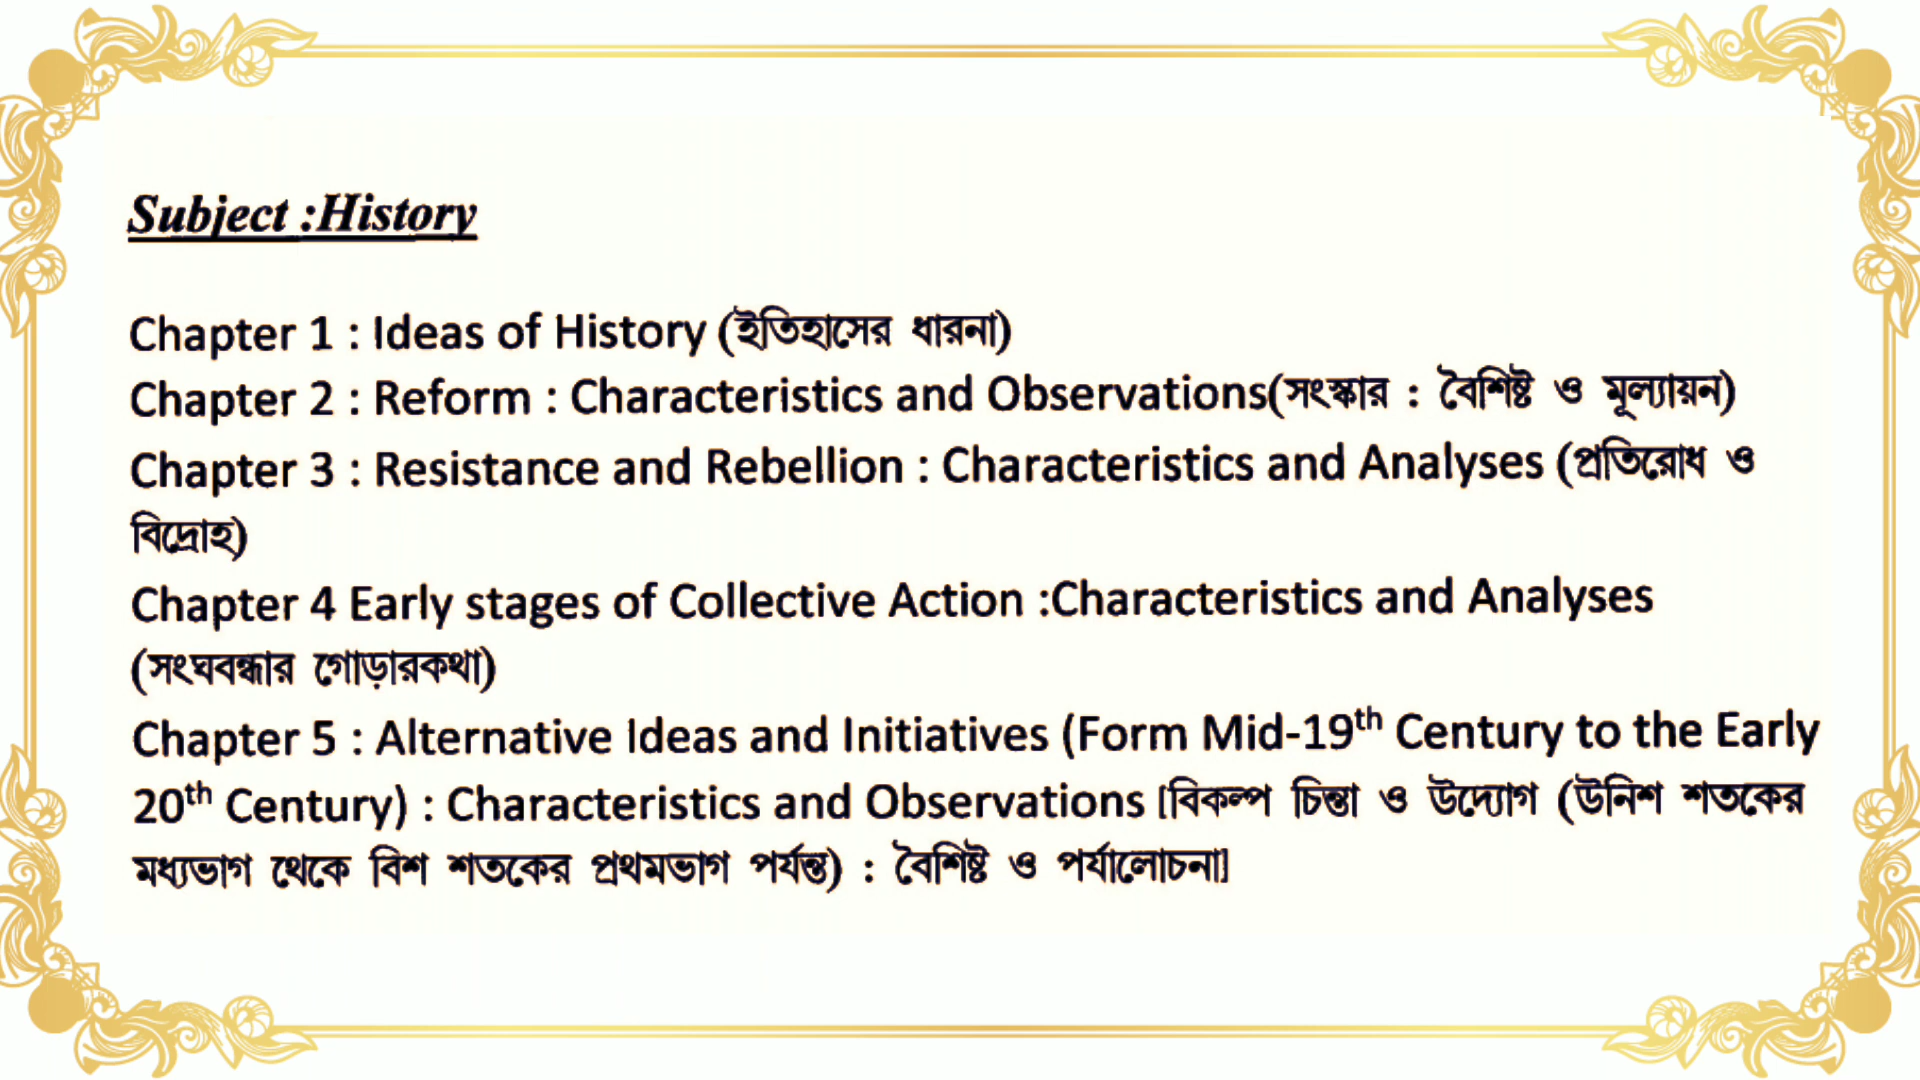 Subject :History
Chapter 1 : Ideas of History (ইতিহাসের ধারনা)
Chapter 2 : Reform : Characteristics and Observations(সংস্কার : বৈশিষ্ট ও মূল্যায়ন)
Chapter 3 : Resistance and Rebellion : Characteristics and Analyses (প্রতিরোধ ও
বিদ্রোহ)
Chapter 4 Early stages of Collective Action :Characteristics and Analyses
(সংঘবদ্ধার গোড়ারকথা)
Chapter 5 : Alternative Ideas and Initiatives (Form Mid-19th Century to the Early
20th Century) : Characteristics and Observations [বিকল্প চিন্তা ও উদ্যোগ (উনিশ শতকের
মধ্যভাগ থেকে বিশ শতকের প্রথমভাগ পর্যন্ত) : বৈশিষ্ট ও পর্যালোচনা]